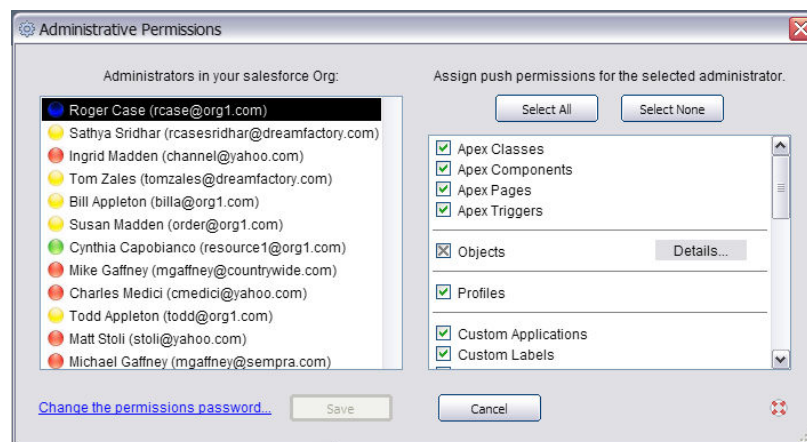 Administrative Permissions
Administrators in your salesforce Org:
Roger Case (rcase@org1.com)
Sathya Sridhar (rcasesridhar@dreamfactory.com)
Ingrid Madden (channel@yahoo.com)
Tom Zales (tomzales@dreamfactory.com)
Bill Appleton (billa@org1.com)
Susan Madden (order@org1.com)
Cynthia Capobianco (resource1@org1.com)
Mike Gaffney (mgaffney@countrywide.com)
Charles Medici (cmedici@yahoo.com)
Todd Appleton (todd@org1.com)
Matt Stoli (stoli@yahoo.com)
Michael Gaffney (mgaffney@sempra.com)
Assign push permissions for the selected administrator.
Select All
Select None
Apex Classes
Apex Components
Apex Pages
Apex Triggers
Objects
Details...
Profiles
Custom Applications
Custom Labels
Change the permissions password...
Save
Cancel